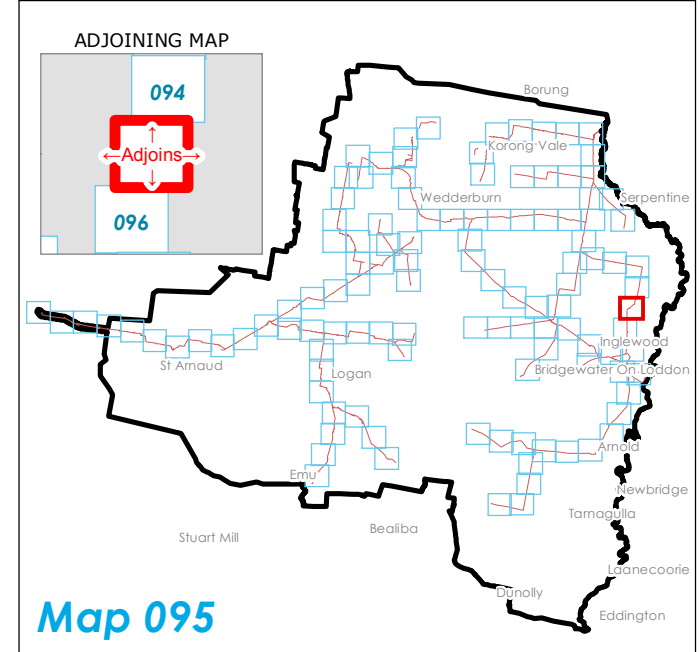 ADJOINING MAP
094
Adjoins
096
Borung
Korong Vale
Wedderburn
Serpentine
Inglewood
St Arnaud
Logan
Bridgewater On Loddon
Arnold
Emu
Newbridge
Tarnagulla
Bealiba
Stuart Mill
Laanecoorie
Dunolly
Eddington
Map 095